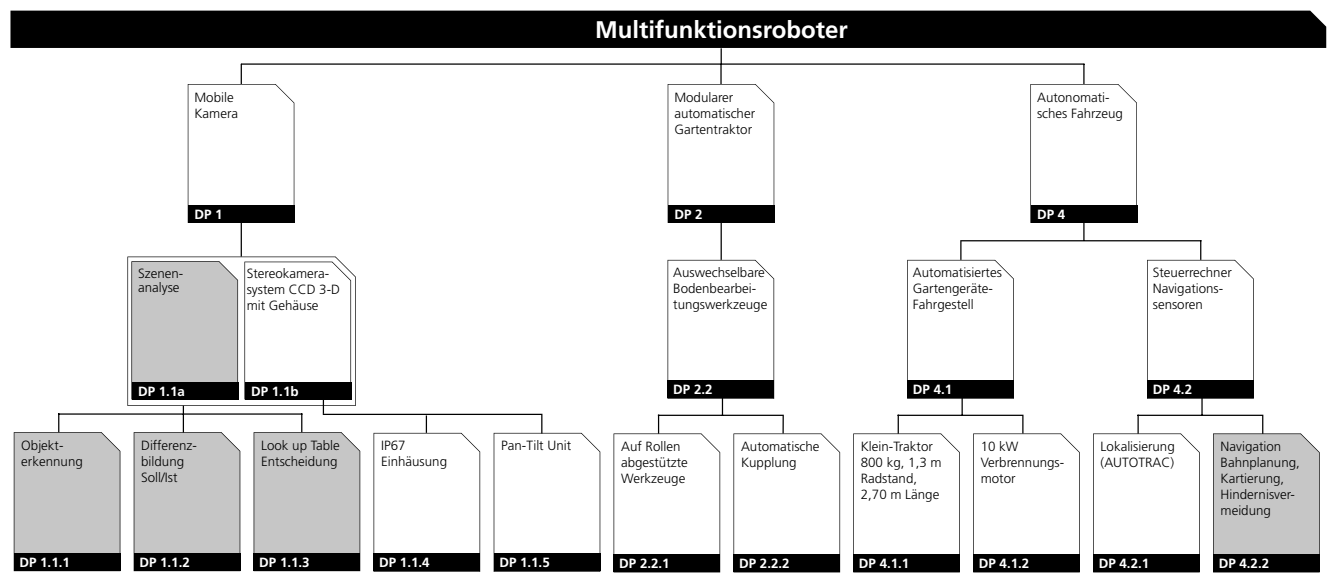 Multifunktionsroboter
Mobile
Kamera
DP 1
Modularer
automatischer
Gartentraktor
DP 2
Autonomati-
sches Fahrzeug
DP 4
Szenen-
analyse
DP 1.1a
Stereokamera-
system CCD 3-D
mit Gehäuse
DP 1.1b
Auswechselbare
Bodenbearbei-
tungswerkzeuge
DP 2.2
Automatisiertes
Gartengeräte-
Fahrgestell
DP 4.1
Steuerrechner
Navigations-
sensoren
DP 4.2
Objekt-
erkennung
DP 1.1.1
Differenz-
bildung
Soll/Ist
DP 1.1.2
Look up Table
Entscheidung
DP 1.1.3
IP67
Einhäusung
DP 1.1.4
Pan-Tilt Unit
DP 1.1.5
Auf Rollen
abgestützte
Werkzeuge
DP 2.2.1
Automatische
Kupplung
DP 2.2.2
Klein-Traktor
800 kg, 1,3 m
Radstand,
2,70 m Länge
DP 4.1.1
10 kW
Verbrennungs-
motor
DP 4.1.2
Lokalisierung
(AUTOTRAC)
DP 4.2.1
Navigation
Bahnplanung,
Kartierung,
Hindernisver-
meidung
DP 4.2.2